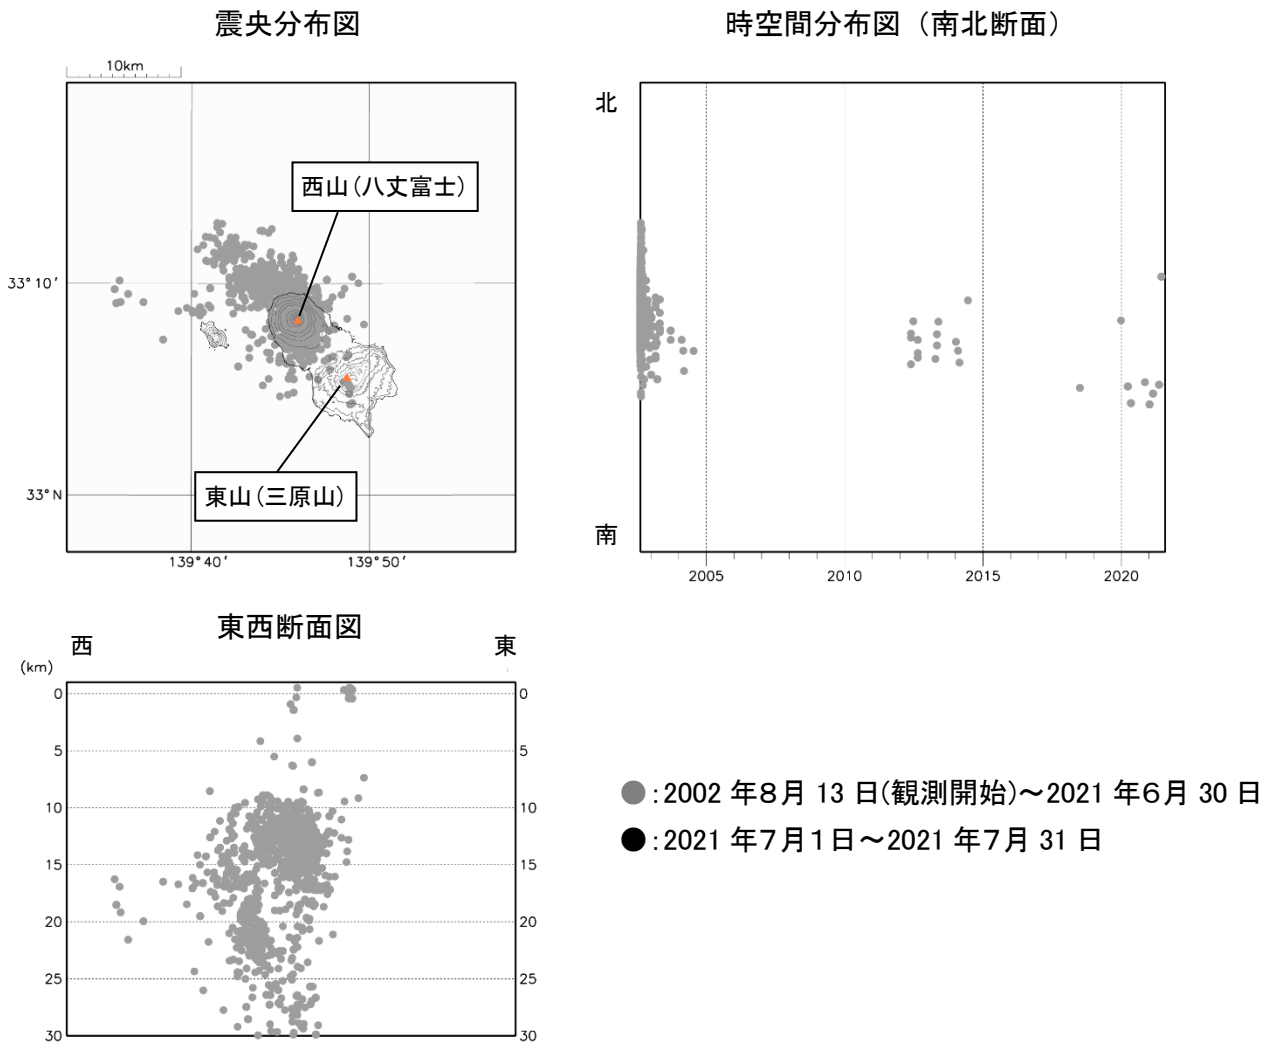 震央分布図
時空間分布図（南北断面）
10km
西山（八丈富士）
33°10′
東山（三原山）
33°N
139°40′ 139°50′
北
南
2005 2010 2015 2020
東西断面図
西 東
(km)
0 0
5 5
10 10
15 15
20 20
25 25
30 30
●：2002 年８月 13 日（観測開始）～2021 年６月 30 日
●：2021 年７月１日～2021 年７月 31 日